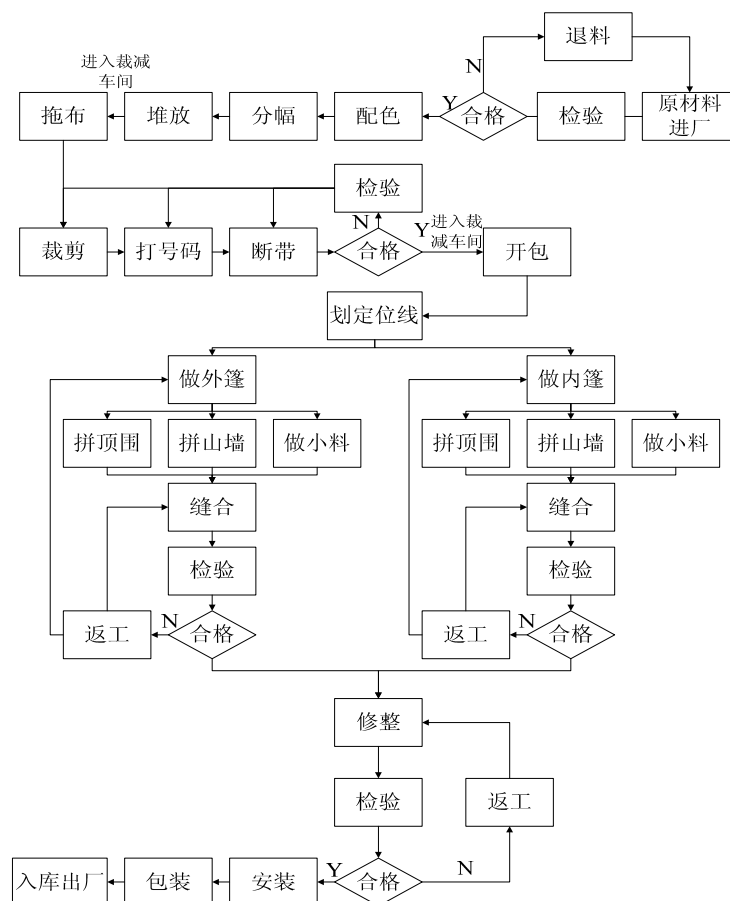 退料
N
进入裁减
车间
Y
拖布
堆放
分幅
配色
合格
检验
原材料
进厂
检验
N
Y
进入裁
减车间
裁剪
打号码
断带
合格
开包
划定位线
做外篷
做内篷
拼顶围
拼山墙
做小料
拼顶围
拼山墙
做小料
缝合
缝合
检验
检验
返工
N
合格
返工
N
合格
修整
检验
返工
入库出厂
包装
安装
Y
合格
N